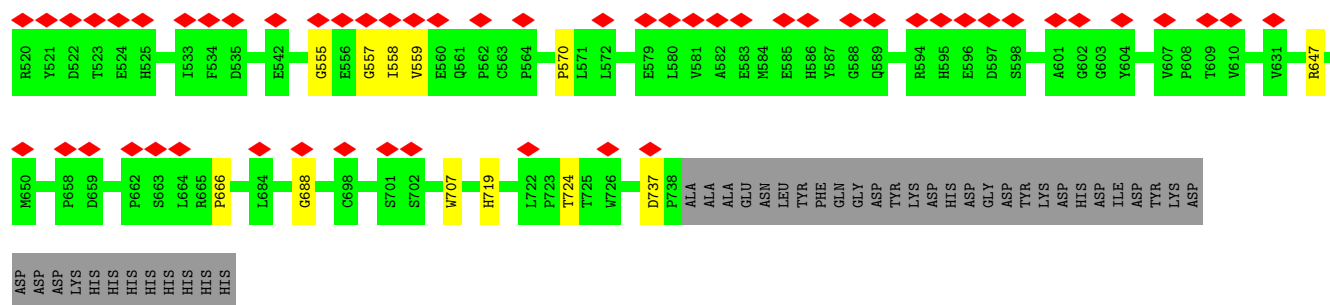 R520 Y521 D522 T523 E524 H525 I533 F534 D535 E542 G555 E556 G557 I558 V559 E560 Q561 P562 C563 P564 P570 L571 L572 E579 L580 V581 A582 E583 M584 E585 H586 Y587 G588 Q589 R594 H595 E596 D597 S598 A601 G602 G603 Y604 V607 P608 T609 V610 V631 R647
M650 P658 D659 P662 S663 L664 R665 P666 L684 G688 C698 S701 S702 W707 H719 L722 P723 T724 T725 W726 D737 P738 ALA ALA ALA GLU ASN LEU TYR PHE GLN GLY ASP TYR LYS ASP HIS ASP GLY ASP TYR LYS ASP HIS ASP ILE ASP TYR LYS ASP
ASP ASP LYS HIS HIS HIS HIS HIS HIS HIS HIS